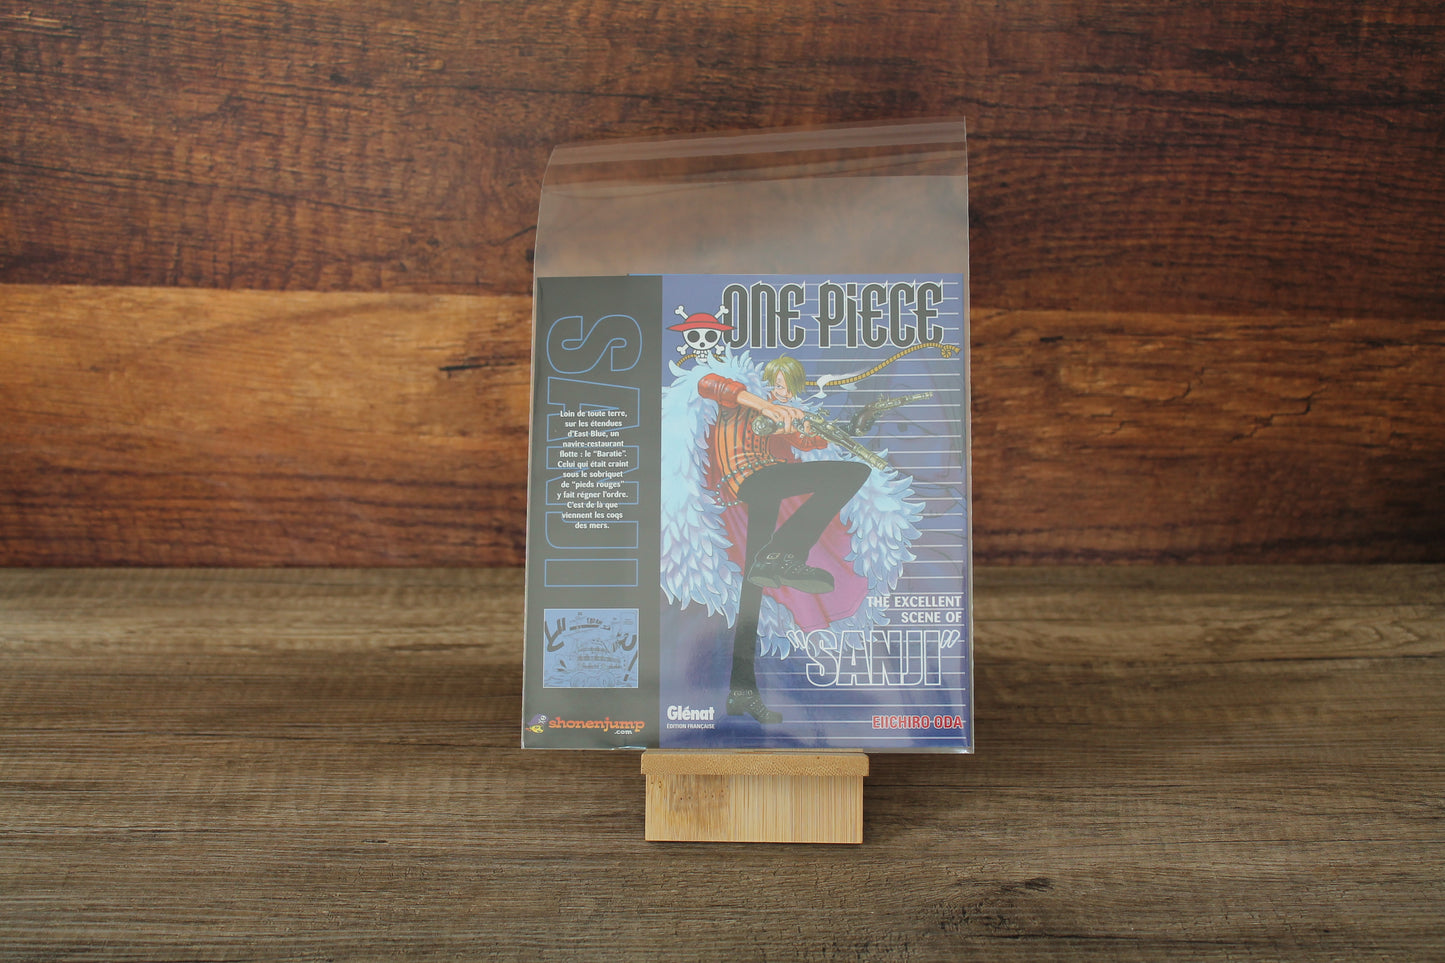 SANJI
Loin de toute terre,
sur les étendues
d'East Blue, un
navire-restaurant
flotte : le "Baratie".
Celui qui était craint
sous le sobriquet
de "pieds rouges"
y fait régner l'ordre.
C'est de là que
viennent les coqs
des mers.
shonenjump
.com
ONE PIECE
THE EXCELLENT
SCENE OF
"SANJI"
Glénat
ÉDITION FRANÇAISE
EIICHIRO ODA